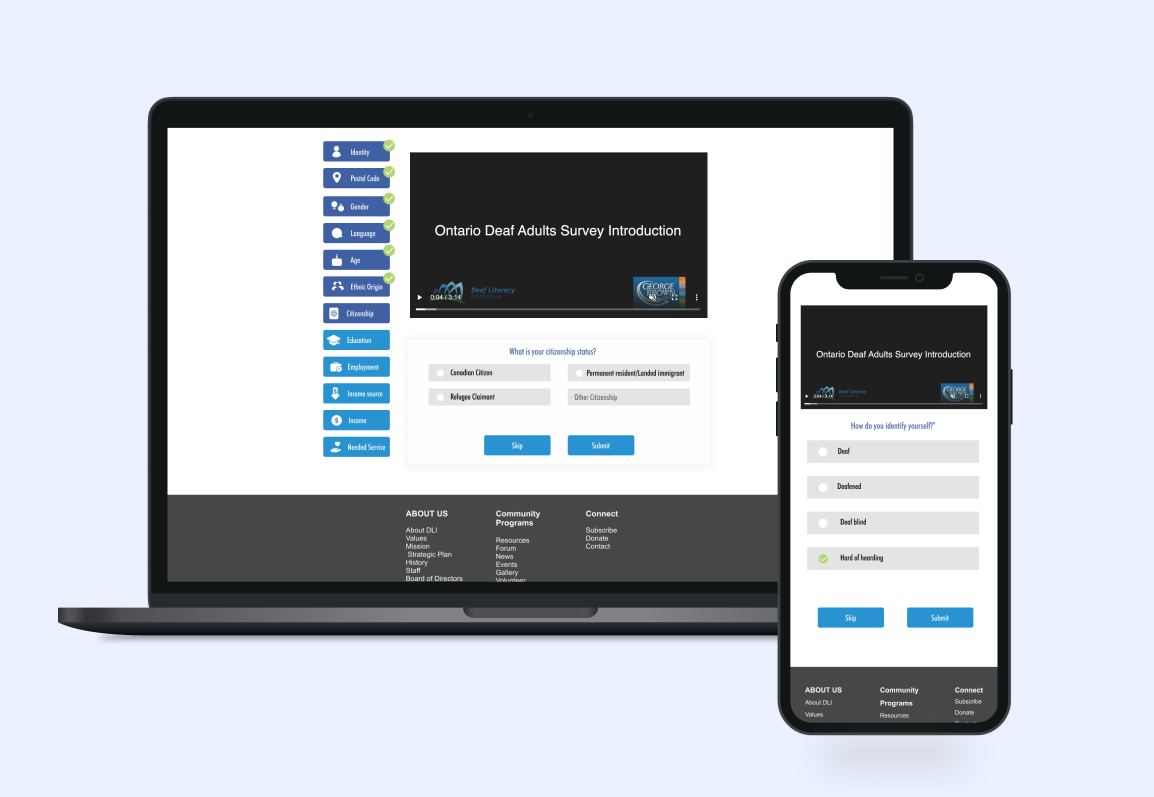 Identity
Postal Code
Gender
Language
Age
Ethnic Origin
Citizenship
Education
Employment
Income source
Income
Needed Service
Ontario Deaf Adults Survey Introduction
Deaf Literacy
Initiative
GEORGE
BROWN
0:04 / 3:14
What is your citizenship status?
Canadian Citizen
Permanent resident/Landed immigrant
Refugee Claimant
Other Citizenship
Skip
Submit
ABOUT US
About DLI
Values
Mission
Strategic Plan
History
Staff
Board of Directors
Community
Programs
Resources
Forum
News
Events
Gallery
Volunteer
Connect
Subscribe
Donate
Contact
Ontario Deaf Adults Survey Introduction
Deaf Literacy
Initiative
GEORGE
BROWN
0:04 / 3:14
How do you identify yourself?"
Deaf
Deafened
Deaf blind
Hard of hearding
Skip
Submit
ABOUT US
About DLI
Values
Community
Programs
Resources
Connect
Subscribe
Donate